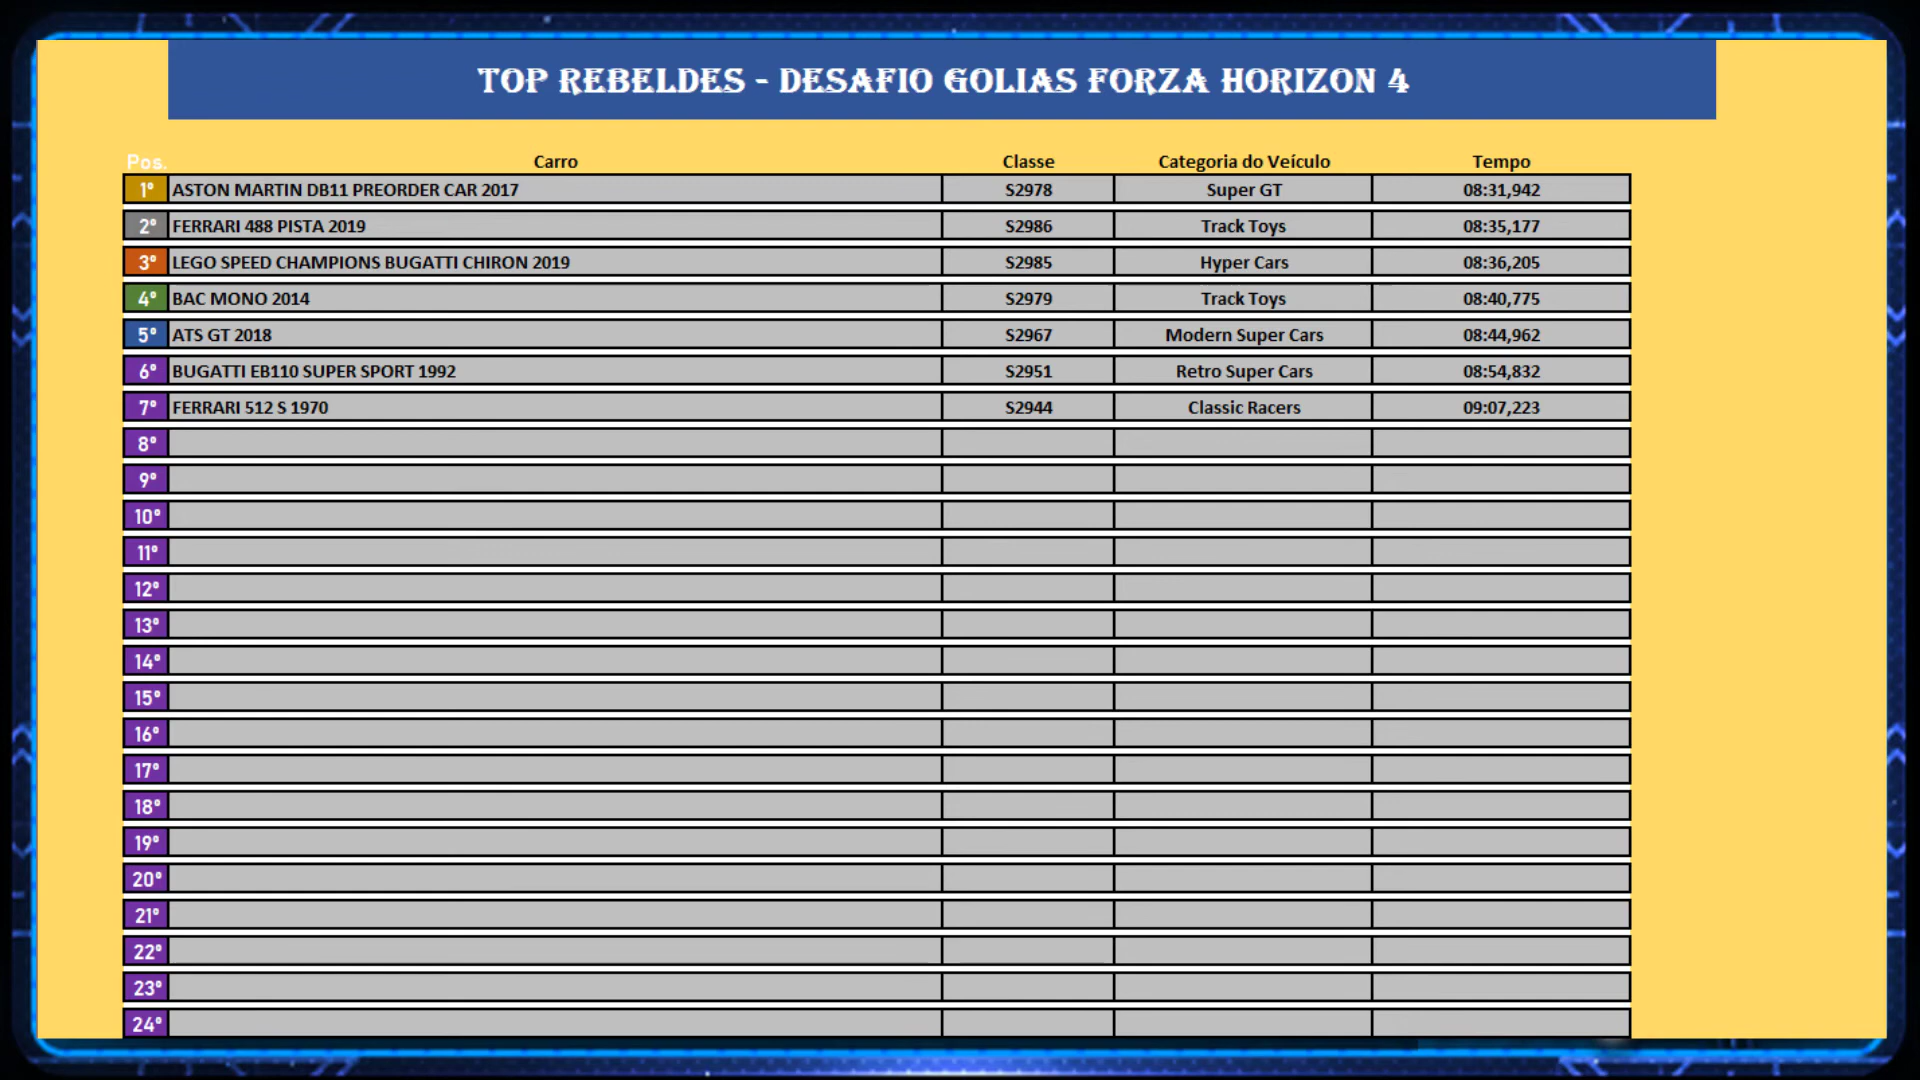 TOP REBELDES - DESAFIO GOLIAS FORZA HORIZON 4
Pos. Carro Classe Categoria do Veículo Tempo
1º ASTON MARTIN DB11 PREORDER CAR 2017 S2978 Super GT 08:31,942
2º FERRARI 488 PISTA 2019 S2986 Track Toys 08:35,177
3º LEGO SPEED CHAMPIONS BUGATTI CHIRON 2019 S2985 Hyper Cars 08:36,205
4º BAC MONO 2014 S2979 Track Toys 08:40,775
5º ATS GT 2018 S2967 Modern Super Cars 08:44,962
6º BUGATTI EB110 SUPER SPORT 1992 S2951 Retro Super Cars 08:54,832
7º FERRARI 512 S 1970 S2944 Classic Racers 09:07,223
8º
9º
10º
11º
12º
13º
14º
15º
16º
17º
18º
19º
20º
21º
22º
23º
24º